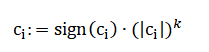 cᵢ:= sign(cᵢ) · (|cᵢ|)ᵏ